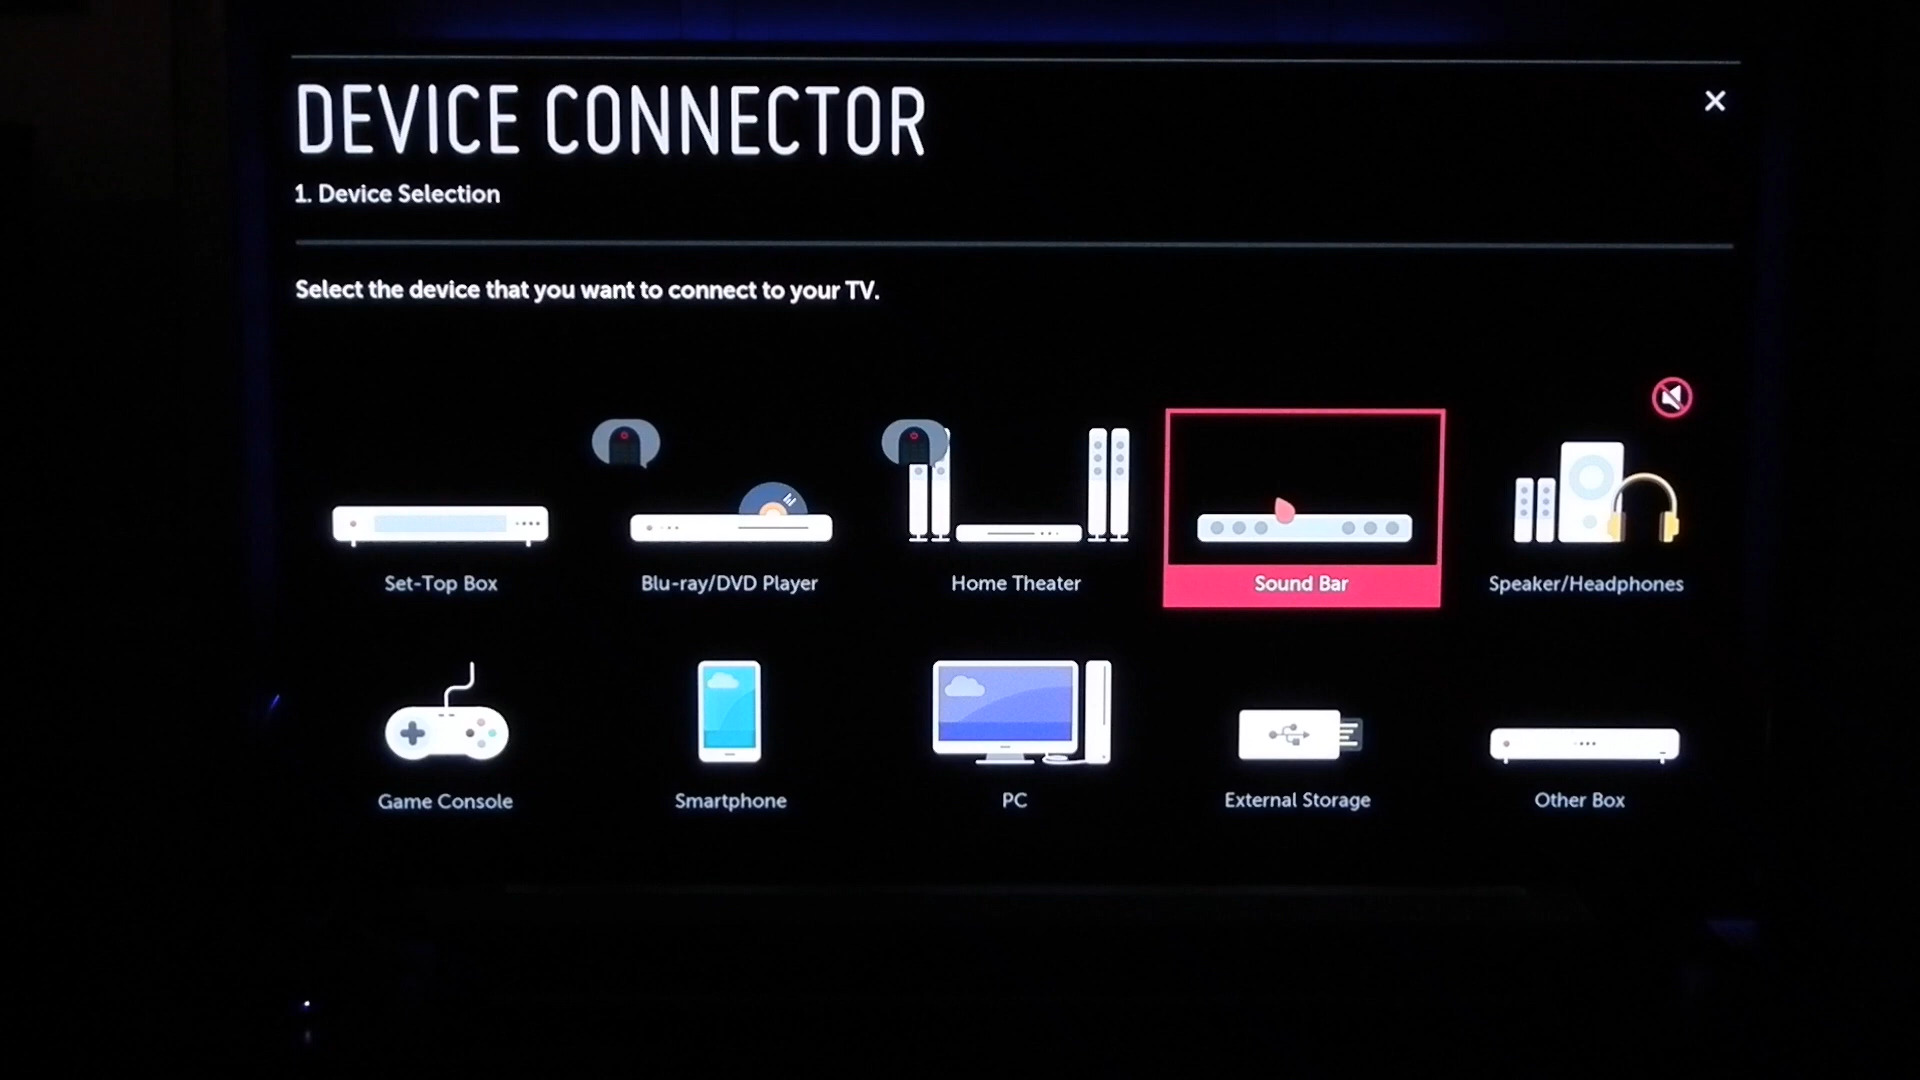 DEVICE CONNECTOR
1. Device Selection
Select the device that you want to connect to your TV.
Set-Top Box
Blu-ray/DVD Player
Home Theater
Sound Bar
Speaker/Headphones
Game Console
Smartphone
PC
External Storage
Other Box